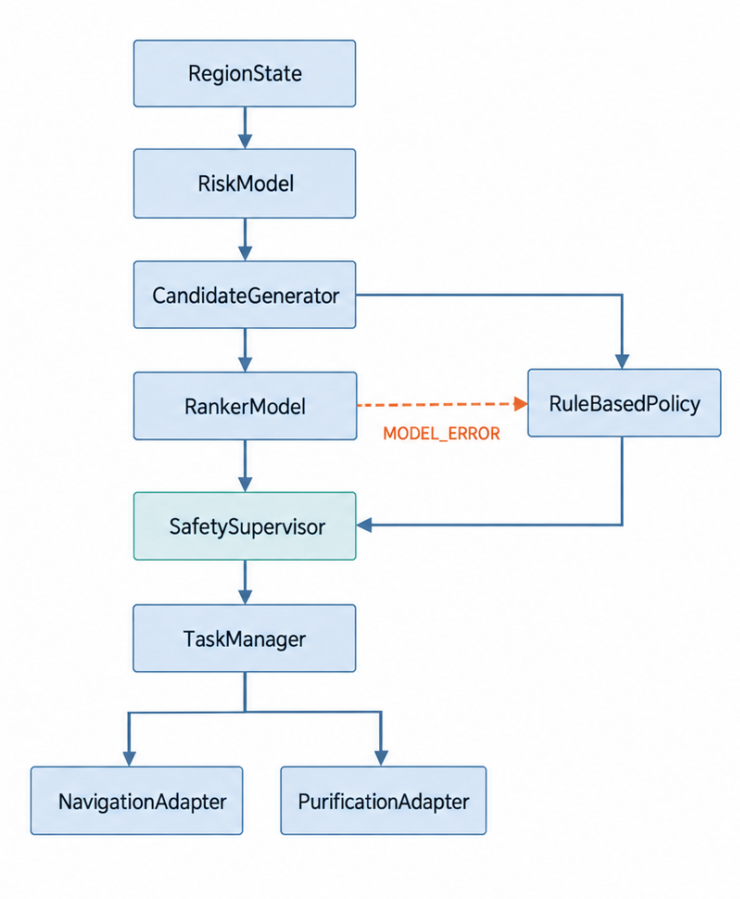 RegionState
RiskModel
CandidateGenerator
RankerModel
MODEL_ERROR
RuleBasedPolicy
SafetySupervisor
TaskManager
NavigationAdapter
PurificationAdapter